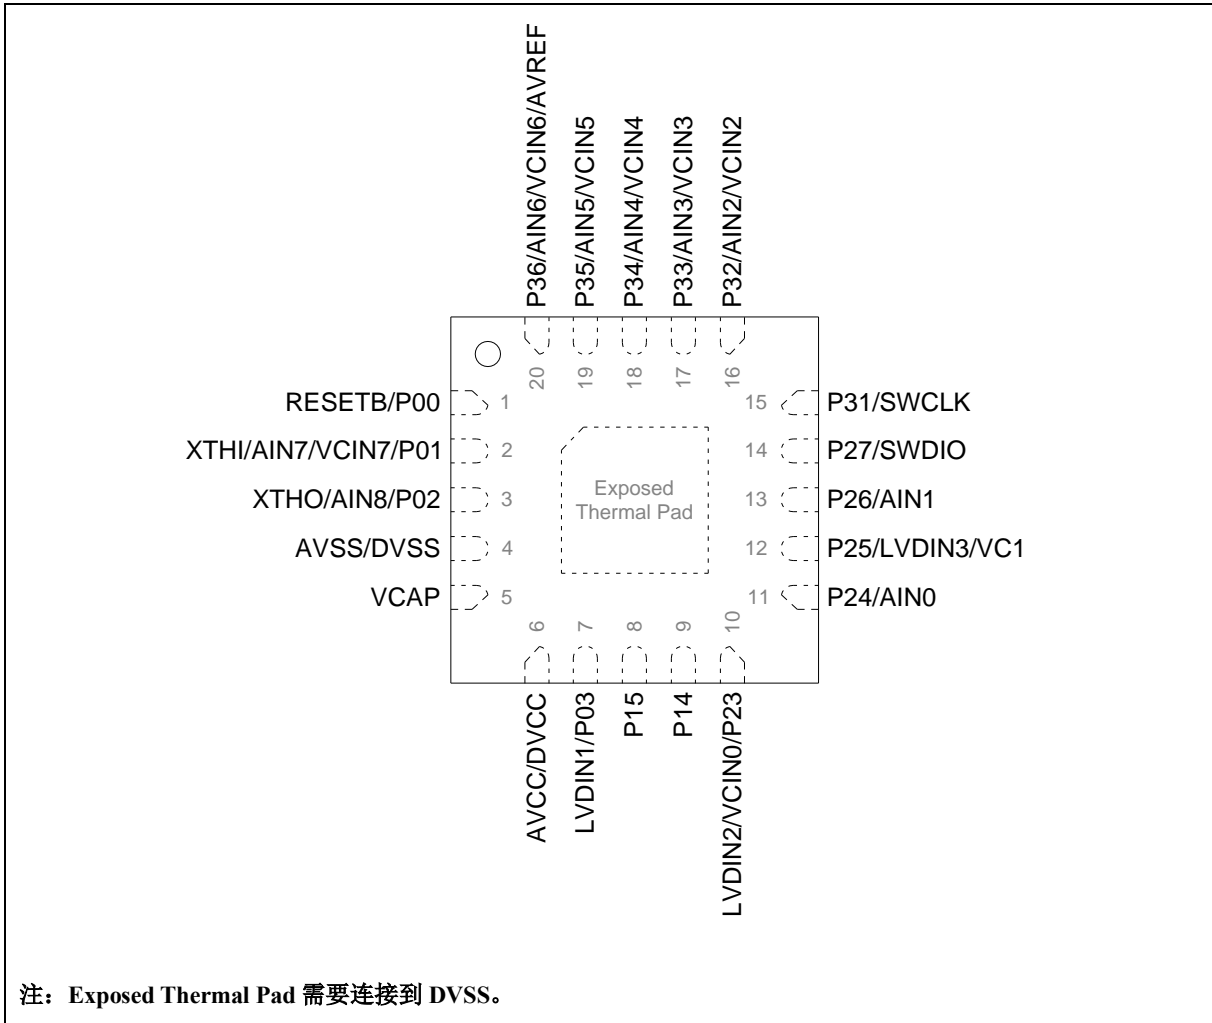 P36/AIN6/VCIN6/AVREF
P35/AIN5/VCIN5
P34/AIN4/VCIN4
P33/AIN3/VCIN3
P32/AIN2/VCIN2
20
19
18
17
16
RESETB/P00
1
XTHI/AIN7/VCIN7/P01
2
XTHO/AIN8/P02
3
AVSS/DVSS
4
VCAP
5
Exposed
Thermal Pad
15
P31/SWCLK
14
P27/SWDIO
13
P26/AIN1
12
P25/LVDIN3/VC1
11
P24/AIN0
6
7
8
9
10
AVCC/DVCC
LVDIN1/P03
P15
P14
LVDIN2/VCIN0/P23
注：Exposed Thermal Pad 需要连接到 DVSS。